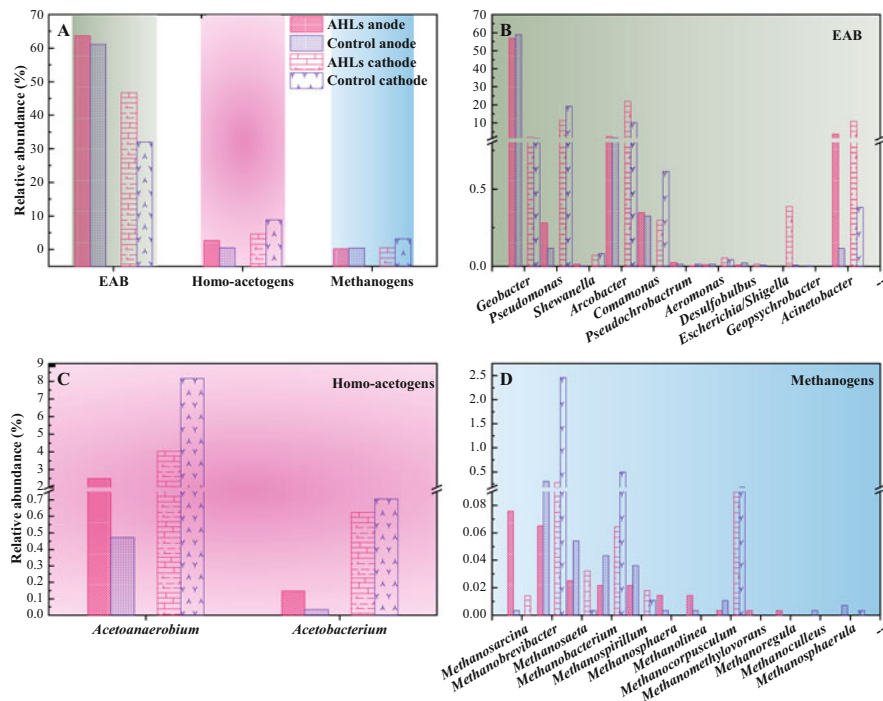 A
AHLs anode
Control anode
AHLs cathode
Control cathode
Relative abundance (%)
70
60
50
40
30
20
10
0
EAB
Homo-acetogens
Methanogens
B
EAB
70
60
50
40
30
20
10
0.5
0.0
Geobacter
Pseudomonas
Shewanella
Arcobacter
Comamonas
Pseudochrobactrum
Aeromonas
Desulfobulbus
Escherichia/Shigella
Geopsychrobacter
Acinetobacter
--
C
Homo-acetogens
Relative abundance (%)
9
8
7
6
5
4
3
2
0.7
0.6
0.5
0.4
0.3
0.2
0.1
0.0
Acetoanaerobium
Acetobacterium
D
Methanogens
2.5
2.0
1.5
1.0
0.5
0.08
0.06
0.04
0.02
0.00
Methanosarcina
Methanobrevibacter
Methanosaeta
Methanobacterium
Methanospirillum
Methanosphaera
Methanolinea
Methanocorpusculum
Methanomethylovorans
Methanoregula
Methanoculleus
Methanosphaerula
--